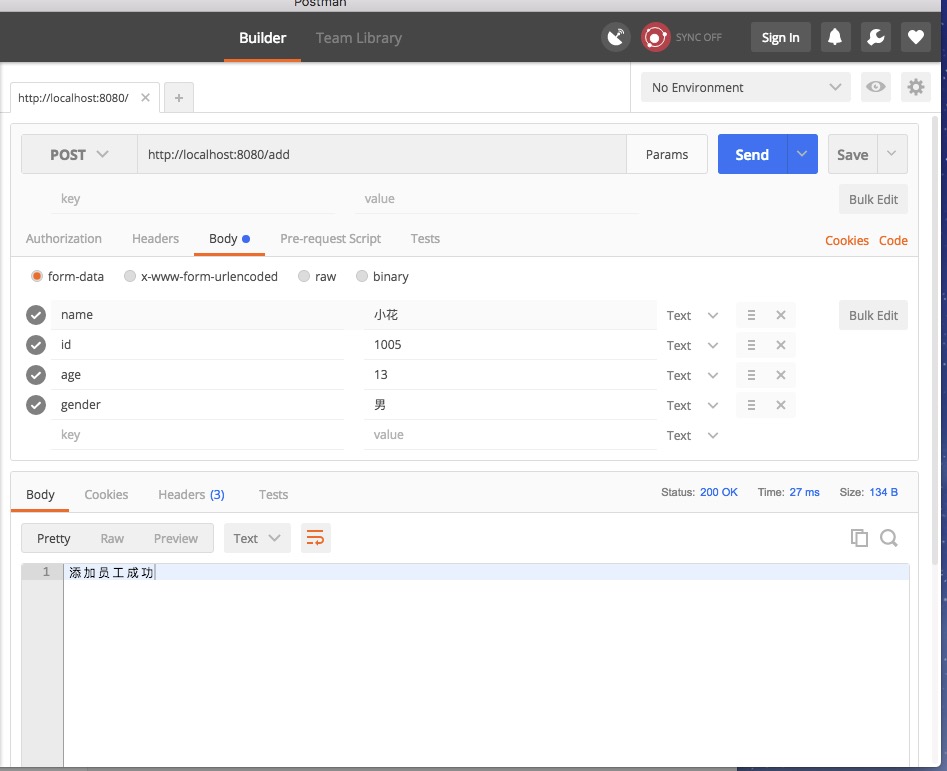 Postman
Builder Team Library SYNC OFF Sign In
http://localhost:8080/ No Environment
POST http://localhost:8080/add Params Send Save
key value Bulk Edit
Authorization Headers Body Pre-request Script Tests Cookies Code
form-data x-www-form-urlencoded raw binary
name 小花 Text Bulk Edit
id 1005 Text
age 13 Text
gender 男 Text
key value Text
Body Cookies Headers (3) Tests Status: 200 OK Time: 27 ms Size: 134 B
Pretty Raw Preview Text
1 添加员工成功